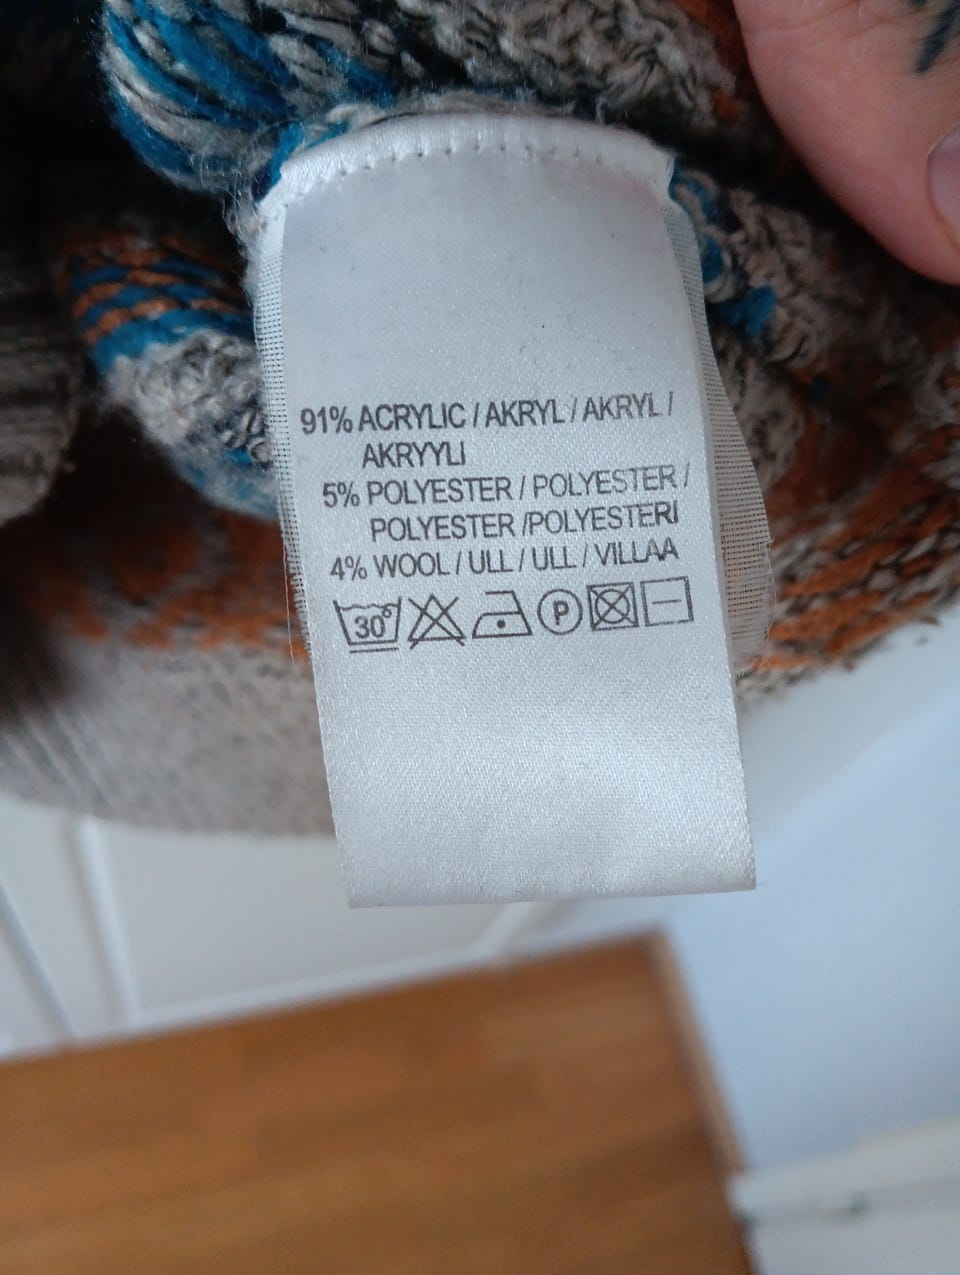 91% ACRYLIC / AKRYL / AKRYL /
AKRYYLI
5% POLYESTER / POLYESTER /
POLYESTER /POLYESTERI
4% WOOL / ULL / ULL / VILLAA
30° P